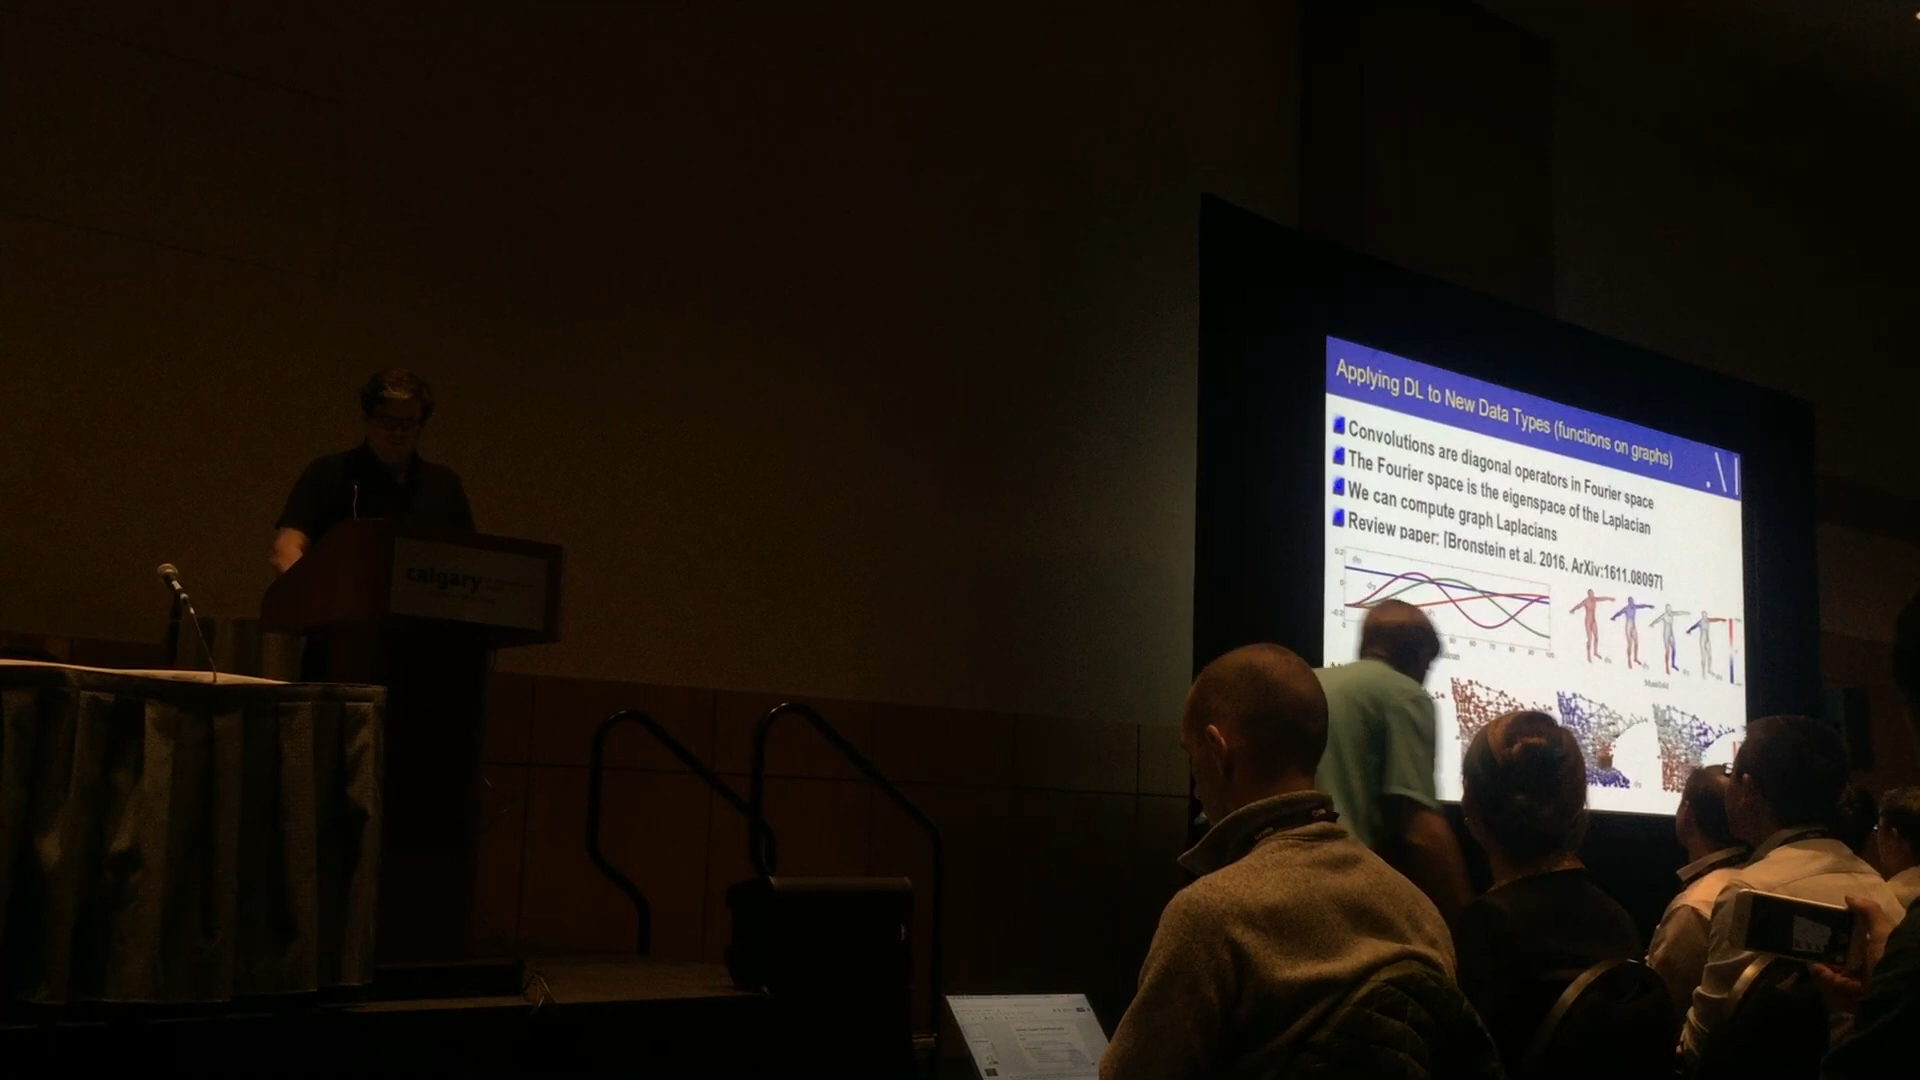 Applying DL to New Data Types (functions on graphs)
Convolutions are diagonal operators in Fourier space
The Fourier space is the eigenspace of the Laplacian
We can compute graph Laplacians
Review paper: [Bronstein et al. 2016, ArXiv:1611.08097]
Manifold
calgary